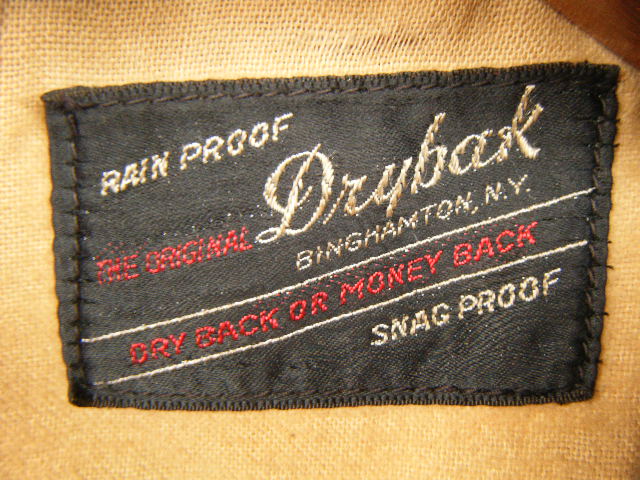 RAIN PROOF
THE ORIGINAL Drybak
BINGHAMTON, N.Y.
DRY BACK OR MONEY BACK
SNAG PROOF